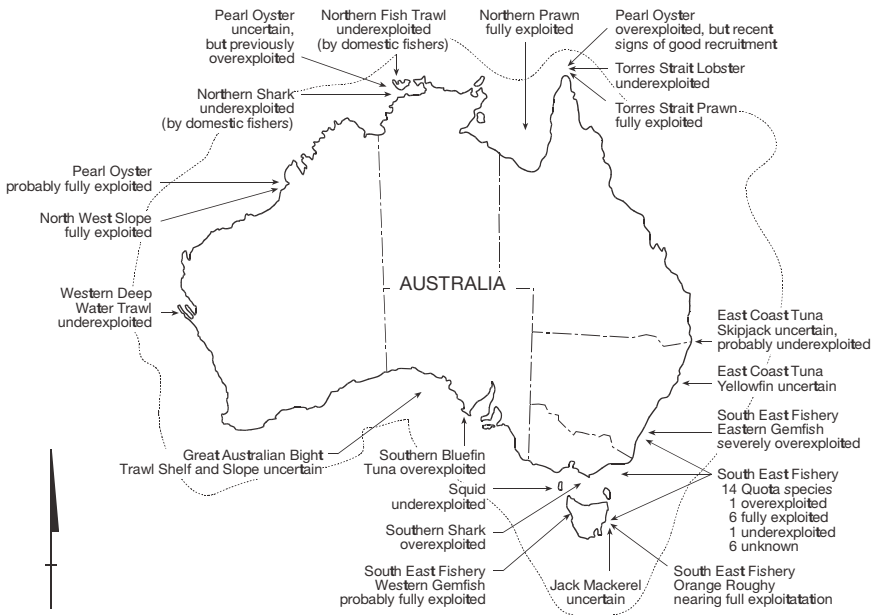 Pearl Oyster
uncertain,
but previously
overexploited
Northern Fish Trawl
underexploited
(by domestic fishers)
Northern Prawn
fully exploited
Pearl Oyster
overexploited, but recent
signs of good recruitment
Torres Strait Lobster
underexploited
Torres Strait Prawn
fully exploited
Northern Shark
underexploited
(by domestic fishers)
Pearl Oyster
probably fully exploited
North West Slope
fully exploited
Western Deep
Water Trawl
underexploited
AUSTRALIA
East Coast Tuna
Skipjack uncertain,
probably underexploited
East Coast Tuna
Yellowfin uncertain
South East Fishery
Eastern Gemfish
severely overexploited
Great Australian Bight
Trawl Shelf and Slope uncertain
Southern Bluefin
Tuna overexploited
Squid
underexploited
Southern Shark
overexploited
South East Fishery
14 Quota species
1 overexploited
6 fully exploited
1 underexploited
6 unknown
South East Fishery
Western Gemfish
probably fully exploited
Jack Mackerel
uncertain
South East Fishery
Orange Roughy
nearing full exploitatation